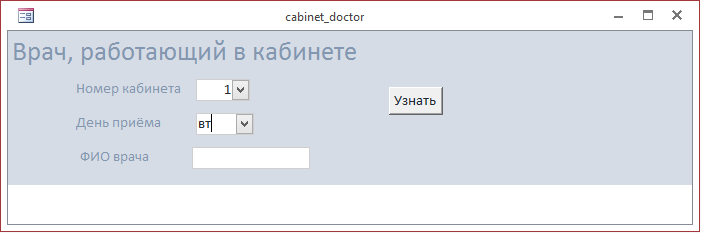 cabinet_doctor
Врач, работающий в кабинете
Номер кабинета 1
Узнать
День приёма вт
ФИО врача